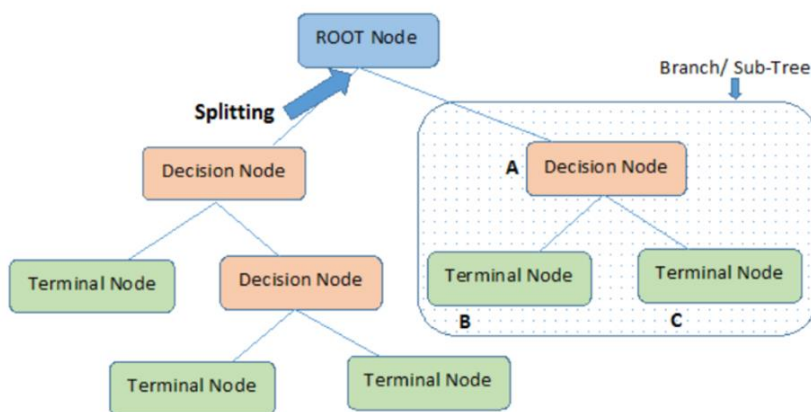 ROOT Node
Branch/ Sub-Tree
Splitting
Decision Node
A
Decision Node
Terminal Node
Decision Node
Terminal Node
Terminal Node
B
C
Terminal Node
Terminal Node